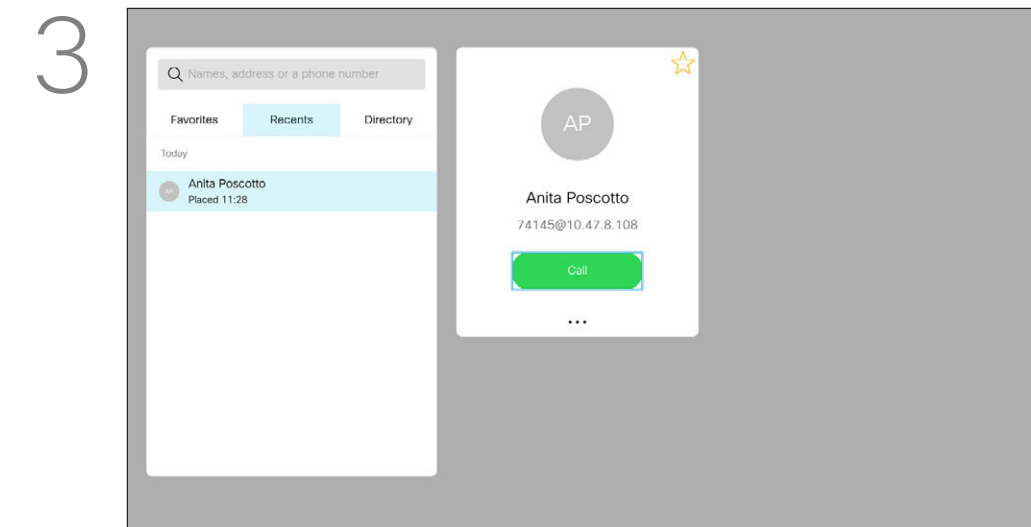 3
Names, address or a phone number
Favorites Recents Directory
Today
AP Anita Poscotto
Placed 11:28
AP
Anita Poscotto
74145@10.47.8.108
Call
...